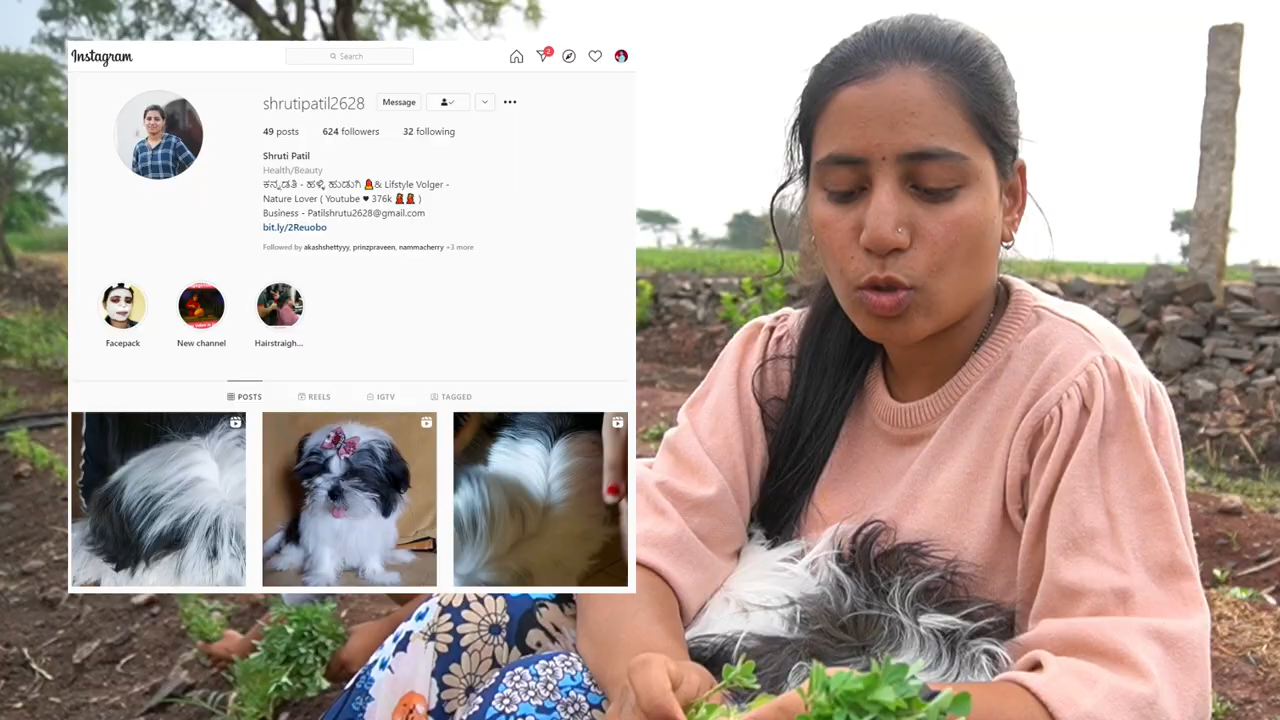 Instagram
Search
2
shrutipatil2628 Message
49 posts 624 followers 32 following
Shruti Patil
Health/Beauty
ಕನ್ನಡತಿ - ಹಳ್ಳಿ ಹುಡುಗಿ & Lifstyle Volger -
Nature Lover ( Youtube ♥ 376k )
Business - Patilshrutu2628@gmail.com
bit.ly/2Reuobo
Followed by akashshettyyy, prinzpraveen, nammacherry +3 more
Facepack New channel Hairstraigh...
POSTS REELS IGTV TAGGED